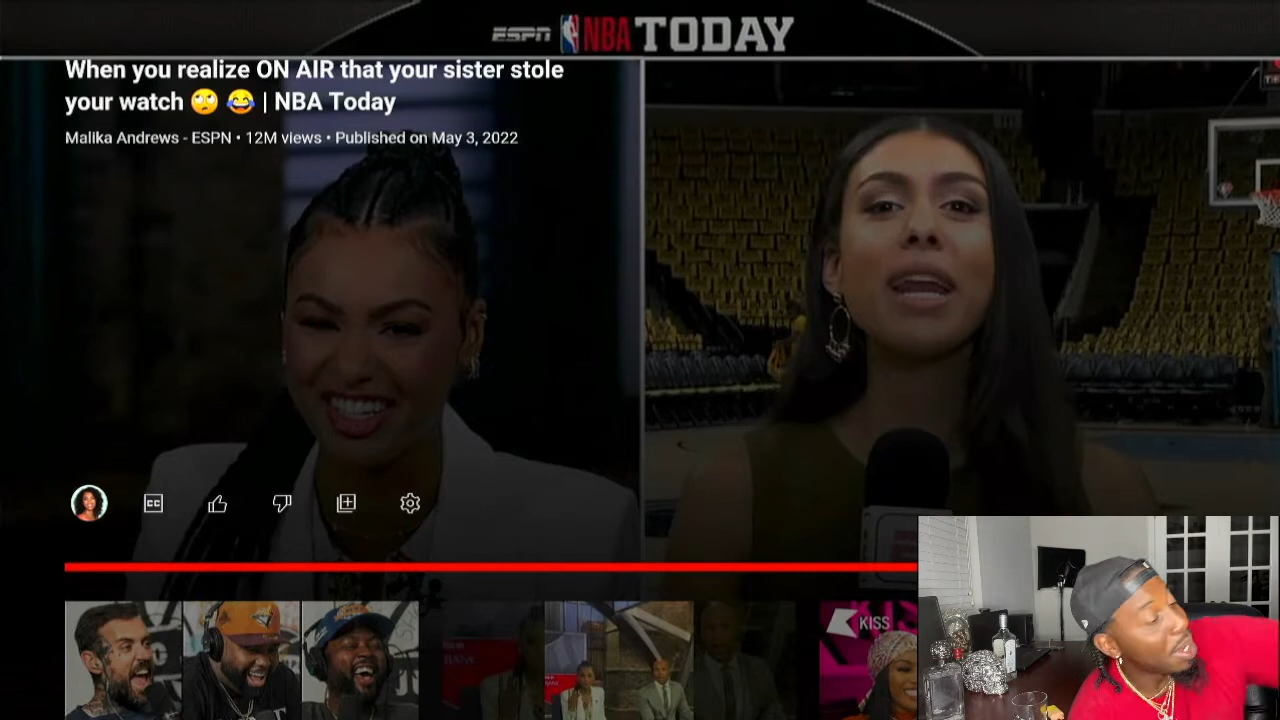 ESPN NBA TODAY
When you realize ON AIR that your sister stole
your watch 🙄 😂 | NBA Today
Malika Andrews - ESPN • 12M views • Published on May 3, 2022
CC
KISS